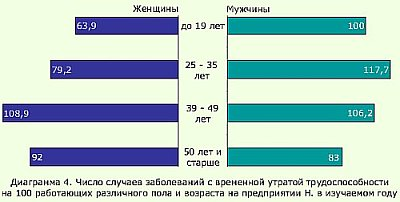 Женщины Мужчины
63,9 до 19 лет 100
79,2 25 - 35 лет 117,7
108,9 39 - 49 лет 106,2
92 50 лет и старше 83
Диагранма 4. Число случаев заболеваний с врененной утратой трудоспособности
на 100 работающих различного пола и возраста на предприятии Н. в изучаемом году